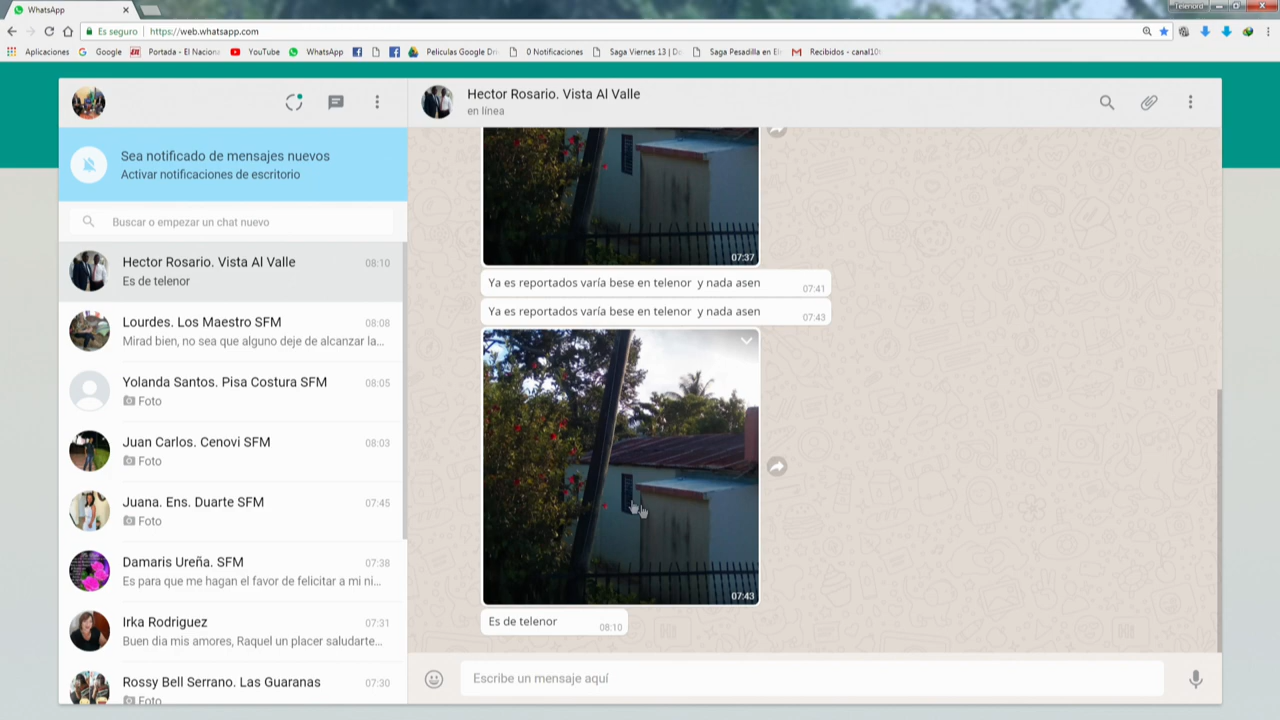 WhatsApp
Telenord
Es seguro
https://web.whatsapp.com
Aplicaciones
Google
Portada - El Naciona
YouTube
WhatsApp
Peliculas Google Dri
0 Notificaciones
Saga Viernes 13 | De
Saga Pesadilla en El
Recibidos - canal10
Hector Rosario. Vista Al Valle
en línea
Sea notificado de mensajes nuevos
Activar notificaciones de escritorio
Buscar o empezar un chat nuevo
Hector Rosario. Vista Al Valle 08:10
Es de telenor
Lourdes. Los Maestro SFM 08:08
Mirad bien, no sea que alguno deje de alcanzar la...
Yolanda Santos. Pisa Costura SFM 08:05
Foto
Juan Carlos. Cenovi SFM 08:03
Foto
Juana. Ens. Duarte SFM 07:45
Foto
Damaris Ureña. SFM 07:38
Es para que me hagan el favor de felicitar a mi ni...
Irka Rodriguez 07:31
Buen dia mis amores, Raquel un placer saludarte...
Rossy Bell Serrano. Las Guaranas 07:30
Foto
07:37
Ya es reportados varía bese en telenor y nada asen 07:41
Ya es reportados varía bese en telenor y nada asen 07:43
07:43
Es de telenor 08:10
Escribe un mensaje aquí